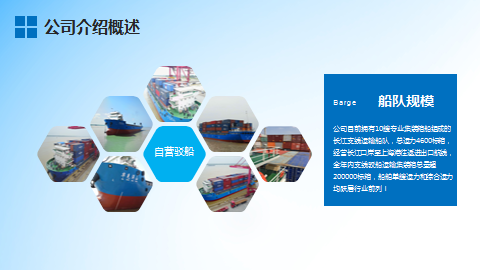 公司介绍概述
自营驳船
Barge 船队规模
公司目前拥有10艘专业集装箱船组成的
长江支线运输船队，总运力4600标箱，
经营长江口岸至上海港往返进出口航线，
全年内支线驳船运输集装箱总量超
200000标箱，船舶单艘运力和综合运力
均跃居行业前列！